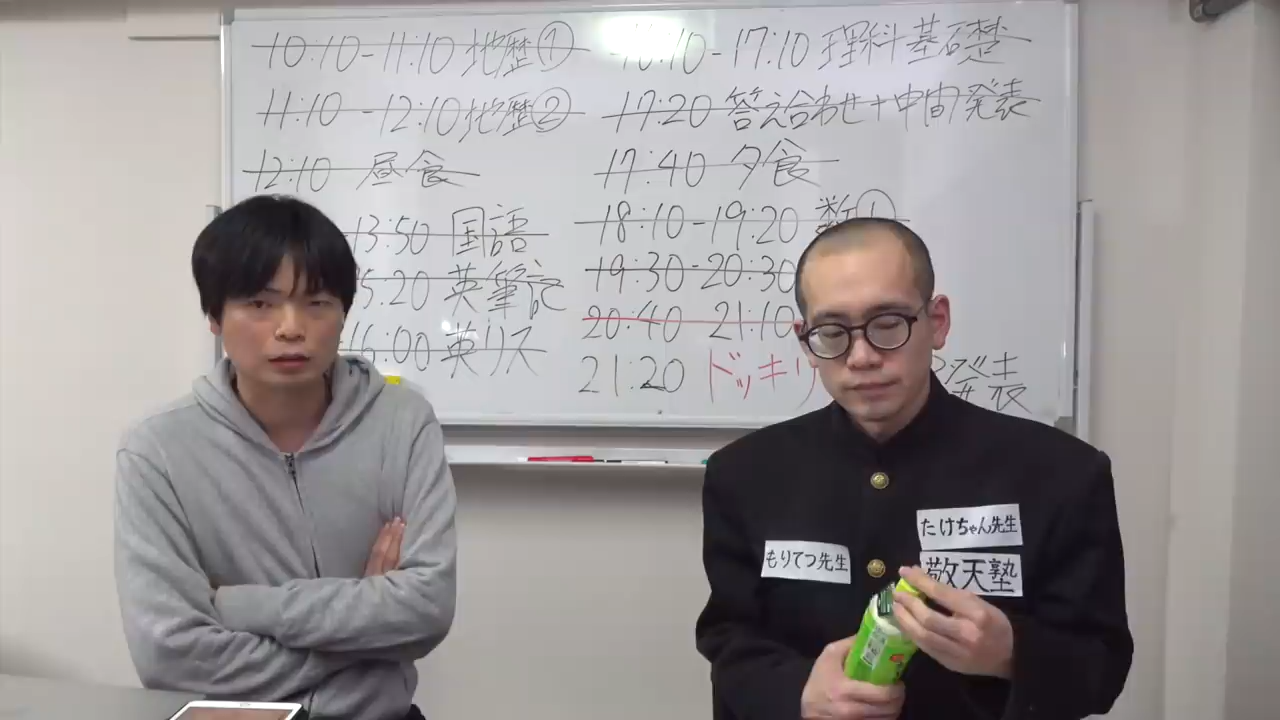 10:10-11:10 地歴①
11:10-12:10 地歴②
12:10 昼食
13:50 国語
5:20 英筆記
16:00 英リス
10-17:10 理科基礎
17:20 答え合わせ+中間発表
17:40 夕食
18:10-19:20 数①
19:30-20:30
20:40 21:10
21:20 ドッキリ 発表
もりてつ先生
たけちゃん先生
敬天塾